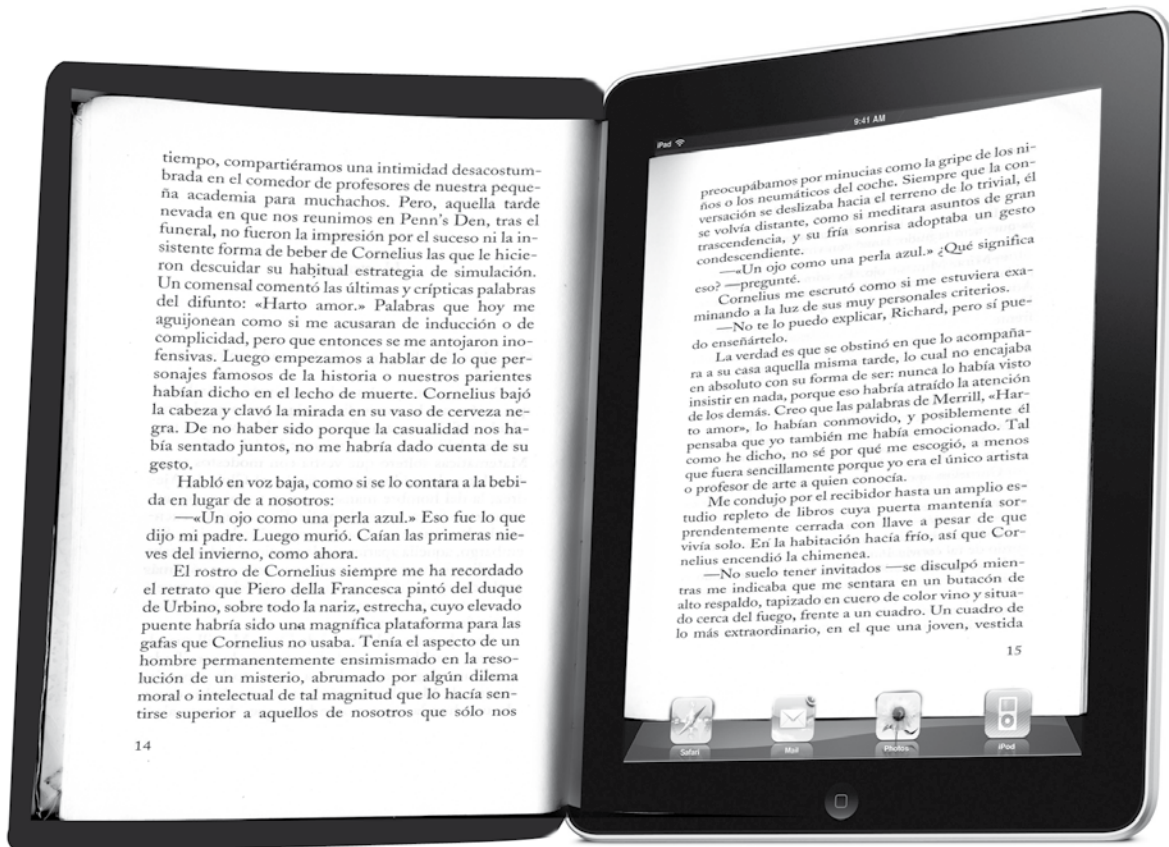 tiempo, compartiéramos una intimidad desacostum-
brada en el comedor de profesores de nuestra peque-
ña academia para muchachos. Pero, aquella tarde
nevada en que nos reunimos en Penn's Den, tras el
funeral, no fueron la impresión por el suceso ni la in-
sistente forma de beber de Cornelius las que le hicie-
ron descuidar su habitual estrategia de simulación.
Un comensal comentó las últimas y crípticas palabras
del difunto: «Harto amor.» Palabras que hoy me
aguijonean como si me acusaran de inducción o de
complicidad, pero que entonces se me antojaron ino-
fensivas. Luego empezamos a hablar de lo que per-
sonajes famosos de la historia o nuestros parientes
habían dicho en el lecho de muerte. Cornelius bajó
la cabeza y clavó la mirada en su vaso de cerveza ne-
gra. De no haber sido porque la casualidad nos ha-
bía sentado juntos, no me habría dado cuenta de su
gesto.
Habló en voz baja, como si se lo contara a la bebi-
da en lugar de a nosotros:
—«Un ojo como una perla azul.» Eso fue lo que
dijo mi padre. Luego murió. Caían las primeras nie-
ves del invierno, como ahora.
El rostro de Cornelius siempre me ha recordado
el retrato que Piero della Francesca pintó del duque
de Urbino, sobre todo la nariz, estrecha, cuyo elevado
puente habría sido una magnífica plataforma para las
gafas que Cornelius no usaba. Tenía el aspecto de un
hombre permanentemente ensimismado en la reso-
lución de un misterio, abrumado por algún dilema
moral o intelectual de tal magnitud que lo hacía sen-
tirse superior a aquellos de nosotros que sólo nos
14
iPad
9:41 AM
preocupábamos por minucias como la gripe de los ni-
ños o los neumáticos del coche. Siempre que la con-
versación se deslizaba hacia el terreno de lo trivial, él
se volvía distante, como si meditara asuntos de gran
trascendencia, y su fría sonrisa adoptaba un gesto
condescendiente.
—«Un ojo como una perla azul.» ¿Qué significa
eso? —pregunté.
Cornelius me escrutó como si me estuviera exa-
minando a la luz de sus muy personales criterios.
—No te lo puedo explicar, Richard, pero sí pue-
do enseñártelo.
La verdad es que se obstinó en que lo acompaña-
ra a su casa aquella misma tarde, lo cual no encajaba
en absoluto con su forma de ser: nunca lo había visto
insistir en nada, porque eso habría atraído la atención
de los demás. Creo que las palabras de Merrill, «Har-
to amor», lo habían conmovido, y posiblemente él
pensaba que yo también me había emocionado. Tal
como he dicho, no sé por qué me escogió, a menos
que fuera sencillamente porque yo era el único artista
o profesor de arte a quien conocía.
Me condujo por el recibidor hasta un amplio es-
tudio repleto de libros cuya puerta mantenía sor-
prendentemente cerrada con llave a pesar de que
vivía solo. En la habitación hacía frío, así que Cor-
nelius encendió la chimenea.
—No suelo tener invitados —se disculpó mien-
tras me indicaba que me sentara en un butacón de
alto respaldo, tapizado en cuero de color vino y situa-
do cerca del fuego, frente a un cuadro. Un cuadro de
lo más extraordinario, en el que una joven, vestida
15
Safari
Mail
Photos
iPod